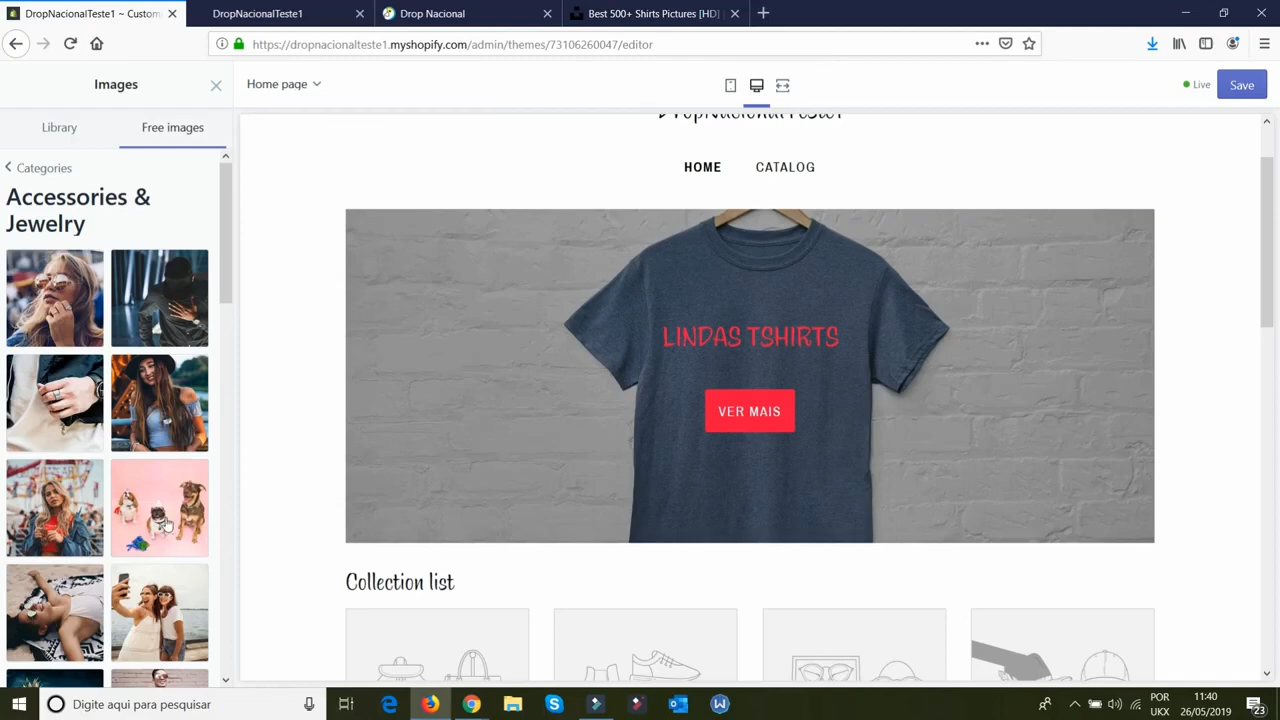 DropNacionalTeste1 ~ Custom
DropNacionalTeste1
Drop Nacional
Best 500+ Shirts Pictures [HD]
https://dropnacionalteste1.myshopify.com/admin/themes/73106260047/editor
Images
Home page
Live
Save
Library
Free images
Categories
Accessories &
Jewelry
HOME
CATALOG
LINDAS TSHIRTS
VER MAIS
Collection list
Digite aqui para pesquisar
POR
UKX
11:40
26/05/2019
23